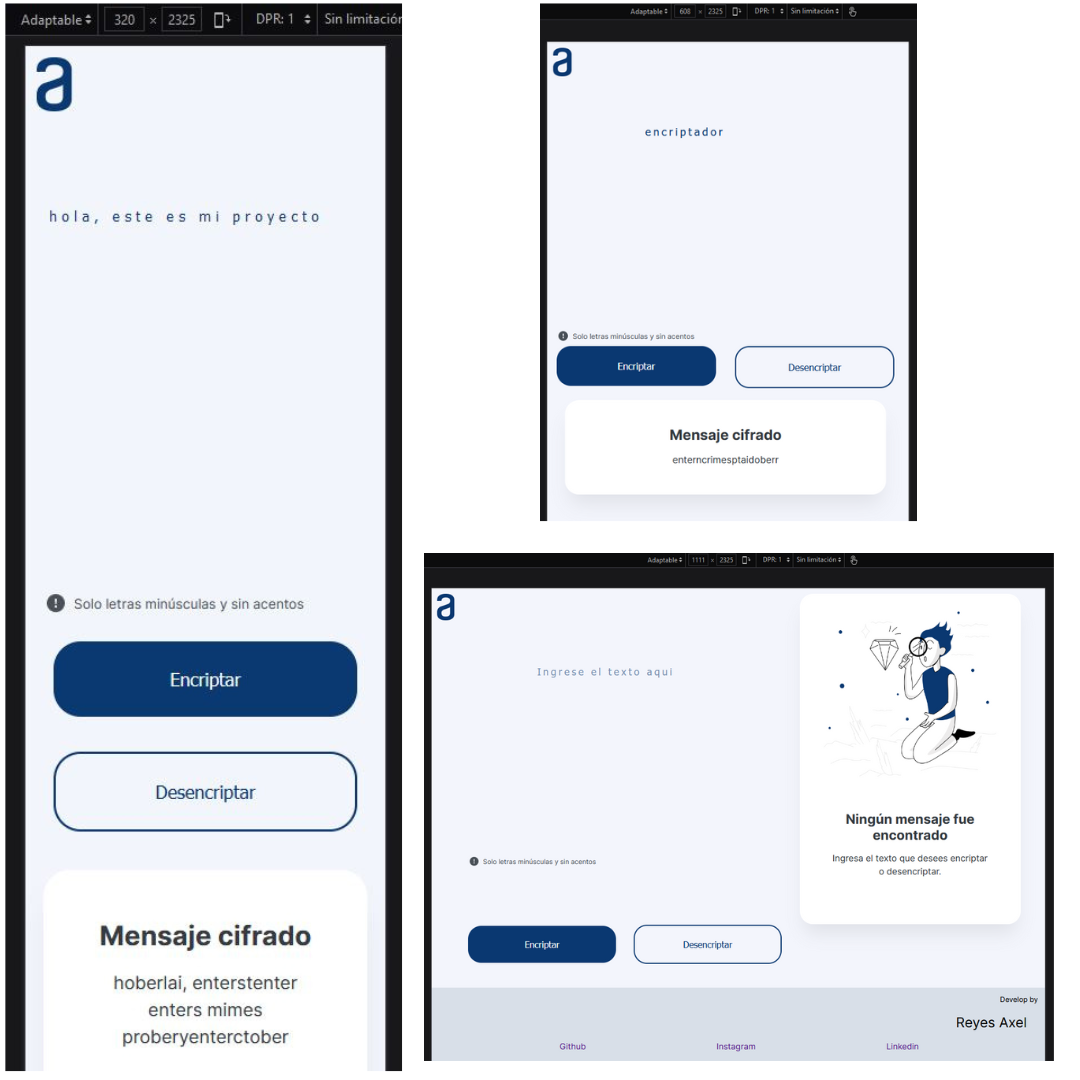 Adaptable 320 × 2325 DPR: 1 Sin limitación
a
hola, este es mi proyecto
Solo letras minúsculas y sin acentos
Encriptar
Desencriptar
Mensaje cifrado
hoberlai, enterstenter
enters mimes
proberyenterctober
Adaptable 608 × 2325 DPR: 1 Sin limitación
a
encriptador
Solo letras minúsculas y sin acentos
Encriptar
Desencriptar
Mensaje cifrado
enterncrimesptaidoberr
Adaptable 1111 × 2325 DPR: 1 Sin limitación
a
Ingrese el texto aqui
Solo letras minúsculas y sin acentos
Encriptar
Desencriptar
Ningún mensaje fue
encontrado
Ingresa el texto que desees encriptar
o desencriptar.
Develop by
Reyes Axel
Github
Instagram
Linkedin